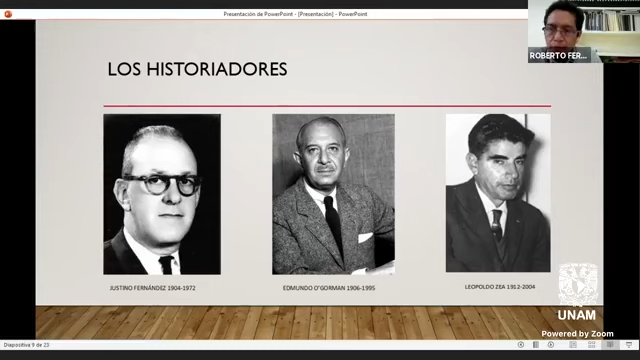 Presentación de PowerPoint - [Presentación] - PowerPoint
ROBERTO FER...
LOS HISTORIADORES
JUSTINO FERNÁNDEZ 1904-1972
EDMUNDO O'GORMAN 1906-1995
LEOPOLDO ZEA 1912-2004
UNAM
Powered by Zoom
Diapositiva 9 de 23